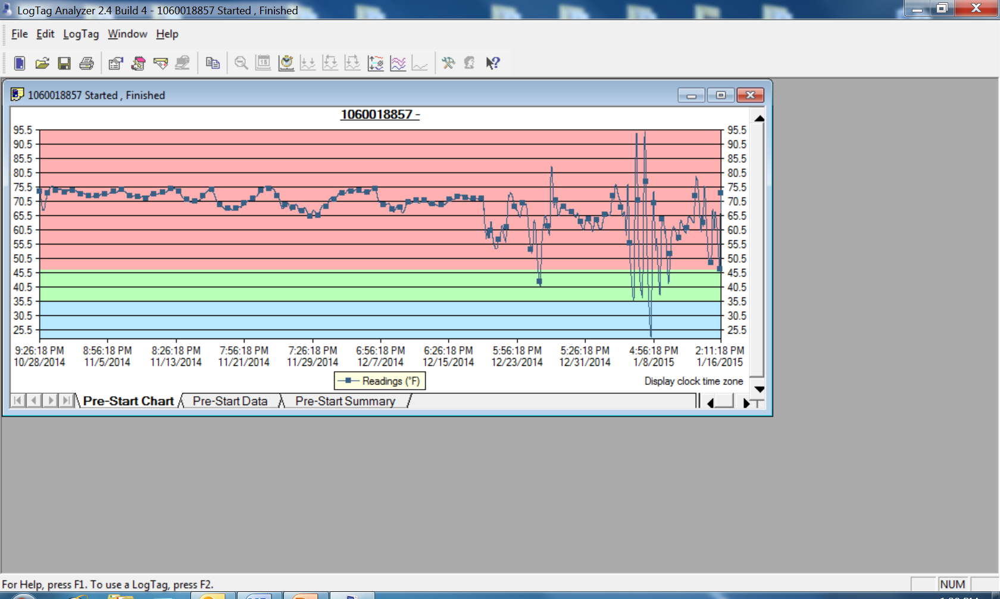 LogTag Analyzer 2.4 Build 4 - 1060018857 Started , Finished
File Edit LogTag Window Help
15
1060018857 Started , Finished
1060018857 -
95.5 95.5
90.5 90.5
85.5 85.5
80.5 80.5
75.5 75.5
70.5 70.5
65.5 65.5
60.5 60.5
55.5 55.5
50.5 50.5
45.5 45.5
40.5 40.5
35.5 35.5
30.5 30.5
25.5 25.5
9:26:18 PM 8:56:18 PM 8:26:18 PM 7:56:18 PM 7:26:18 PM 6:56:18 PM 6:26:18 PM 5:56:18 PM 5:26:18 PM 4:56:18 PM 2:11:18 PM
10/28/2014 11/5/2014 11/13/2014 11/21/2014 11/29/2014 12/7/2014 12/15/2014 12/23/2014 12/31/2014 1/8/2015 1/16/2015
Readings (°F)
Display clock time zone
Pre-Start Chart Pre-Start Data Pre-Start Summary
For Help, press F1. To use a LogTag, press F2.
NUM